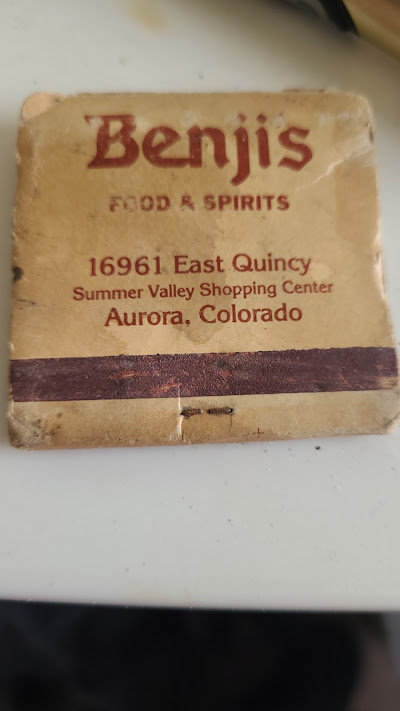 Benjis
FOOD & SPIRITS
16961 East Quincy
Summer Valley Shopping Center
Aurora, Colorado